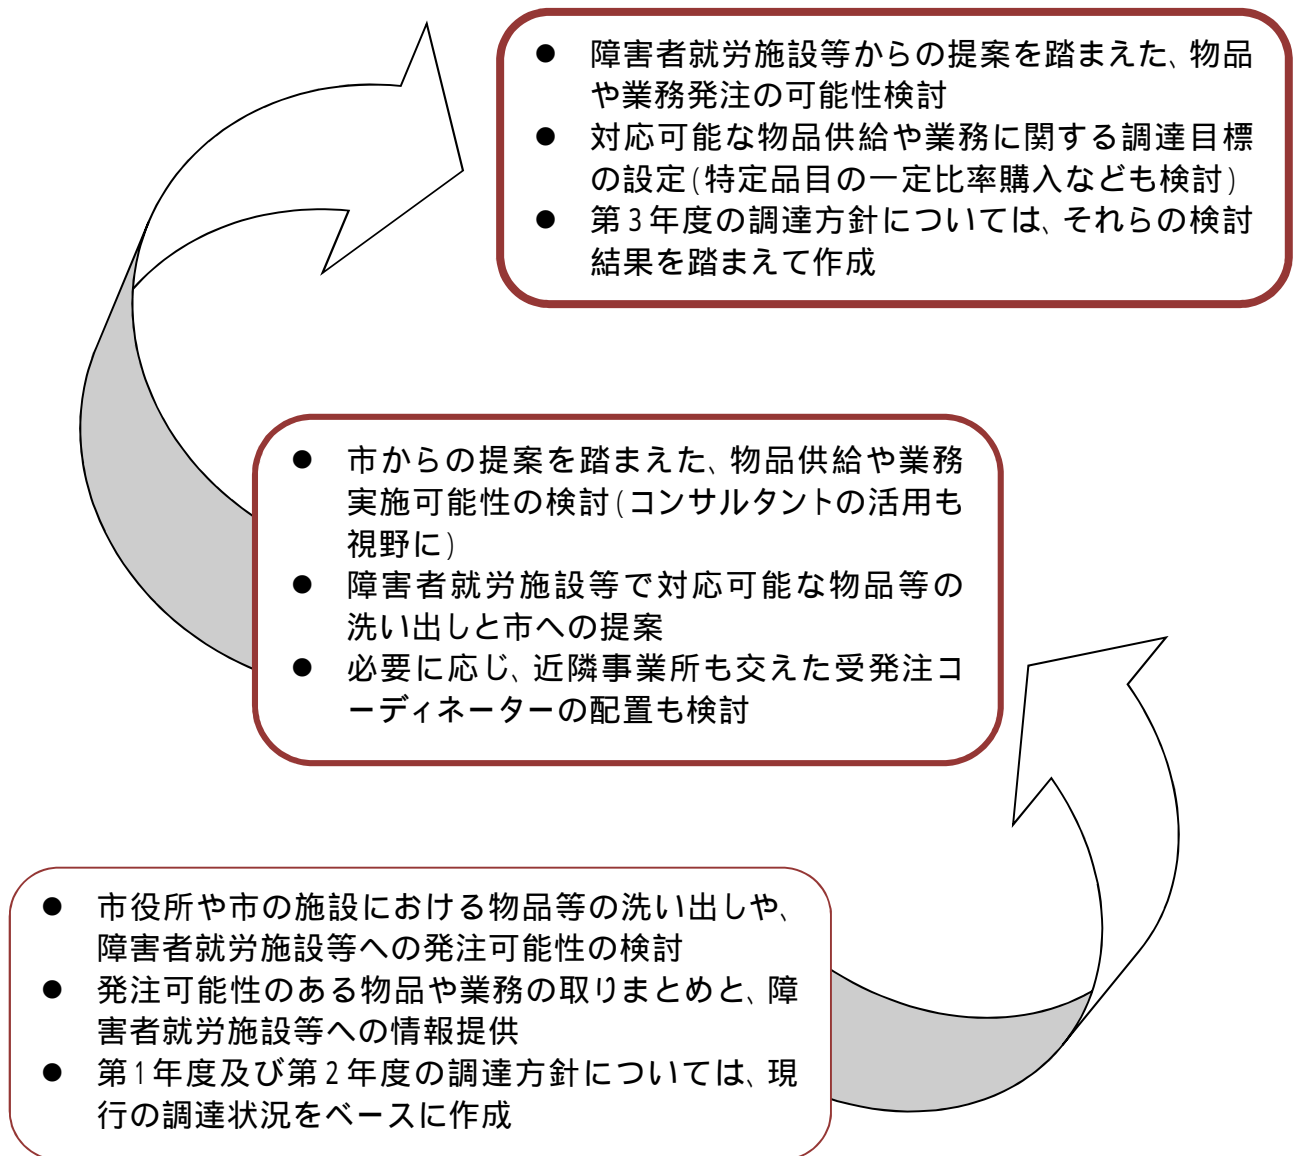 ● 障害者就労施設等からの提案を踏まえた、物品
や業務発注の可能性検討
● 対応可能な物品供給や業務に関する調達目標
の設定(特定品目の一定比率購入なども検討)
● 第3年度の調達方針については、それらの検討
結果を踏まえて作成
● 市からの提案を踏まえた、物品供給や業務
実施可能性の検討(コンサルタントの活用も
視野に)
● 障害者就労施設等で対応可能な物品等の
洗い出しと市への提案
● 必要に応じ、近隣事業所も交えた受発注コ
ーディネーターの配置も検討
● 市役所や市の施設における物品等の洗い出しや、
障害者就労施設等への発注可能性の検討
● 発注可能性のある物品や業務の取りまとめと、障
害者就労施設等への情報提供
● 第1年度及び第2年度の調達方針については、現
行の調達状況をベースに作成